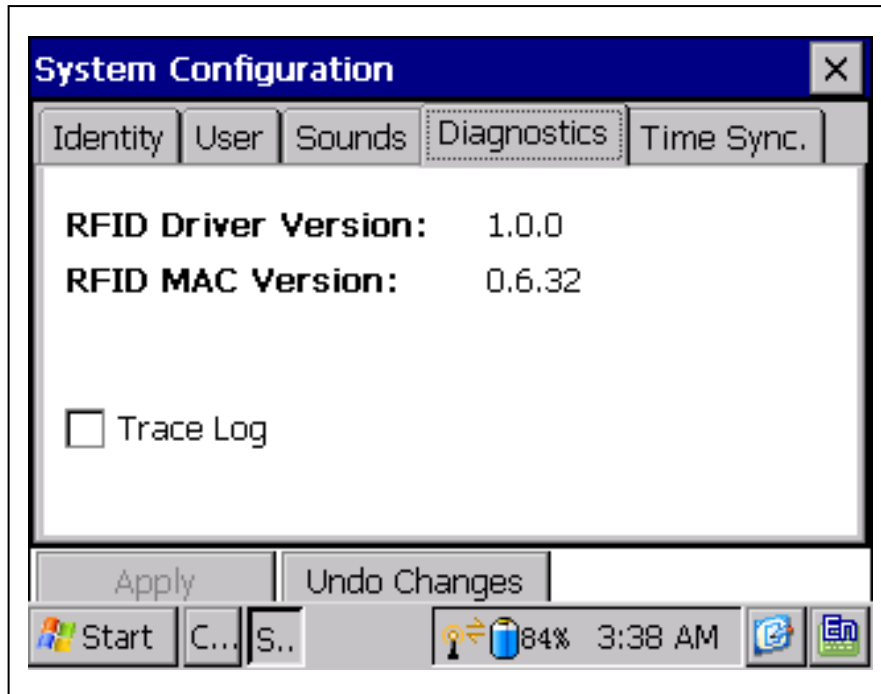 System Configuration
Identity User Sounds Diagnostics Time Sync.
RFID Driver Version: 1.0.0
RFID MAC Version: 0.6.32
Trace Log
Apply Undo Changes
Start C... S.. 84% 3:38 AM En